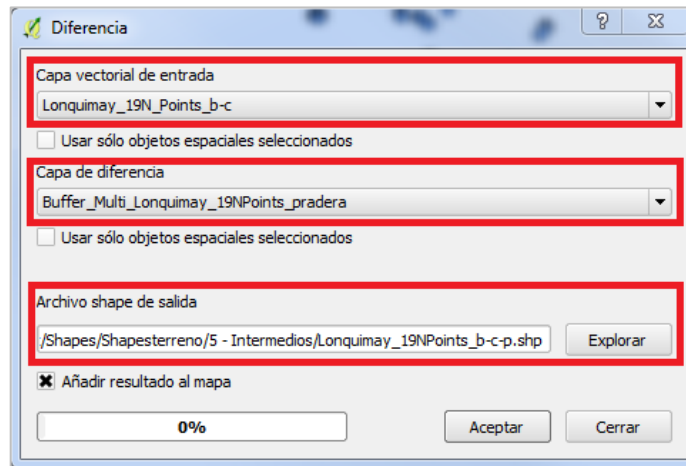 Diferencia
Capa vectorial de entrada
Lonquimay_19N_Points_b-c
Usar sólo objetos espaciales seleccionados
Capa de diferencia
Buffer_Multi_Lonquimay_19NPoints_pradera
Usar sólo objetos espaciales seleccionados
Archivo shape de salida
:/Shapes/Shapesterreno/5 - Intermedios/Lonquimay_19NPoints_b-c-p.shp
Explorar
Añadir resultado al mapa
0%
Aceptar
Cerrar